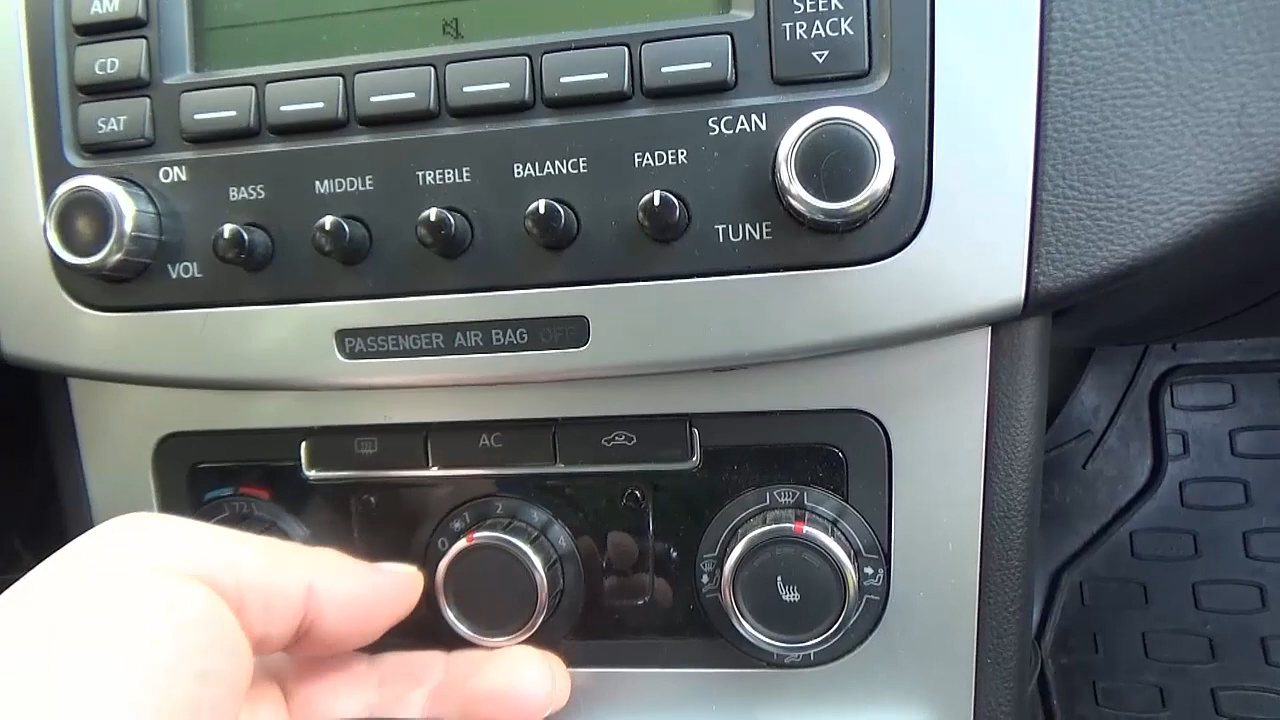 AM
CD
SAT
SEEK
TRACK
ON
VOL
BASS
MIDDLE
TREBLE
BALANCE
FADER
SCAN
TUNE
PASSENGER AIR BAG OFF
AC
72
0 1 2 3 4